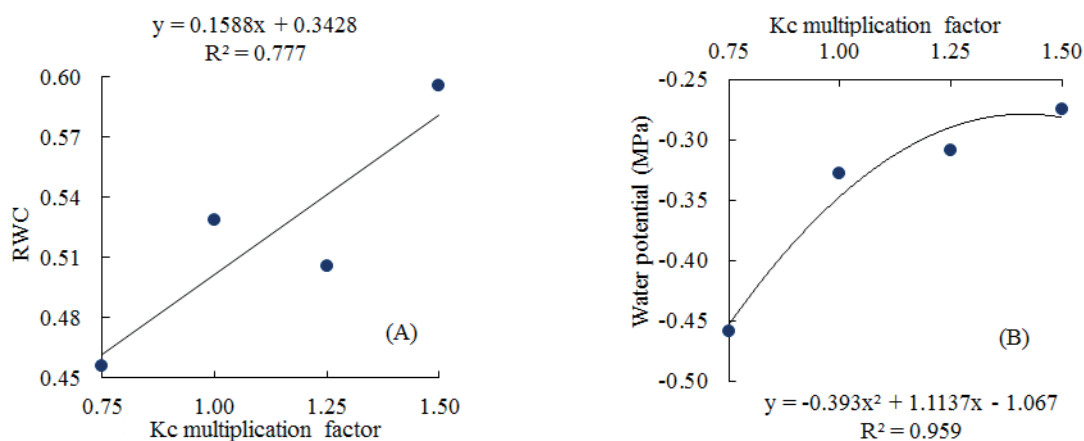 y = 0.1588x + 0.3428
R² = 0.777
0.60
0.57
0.54
0.51
0.48
0.45
RWC
(A)
0.75 1.00 1.25 1.50
Kc multiplication factor
Kc multiplication factor
0.75 1.00 1.25 1.50
-0.25
-0.30
-0.35
-0.40
-0.45
-0.50
Water potential (MPa)
(B)
y = -0.393x² + 1.1137x - 1.067
R² = 0.959